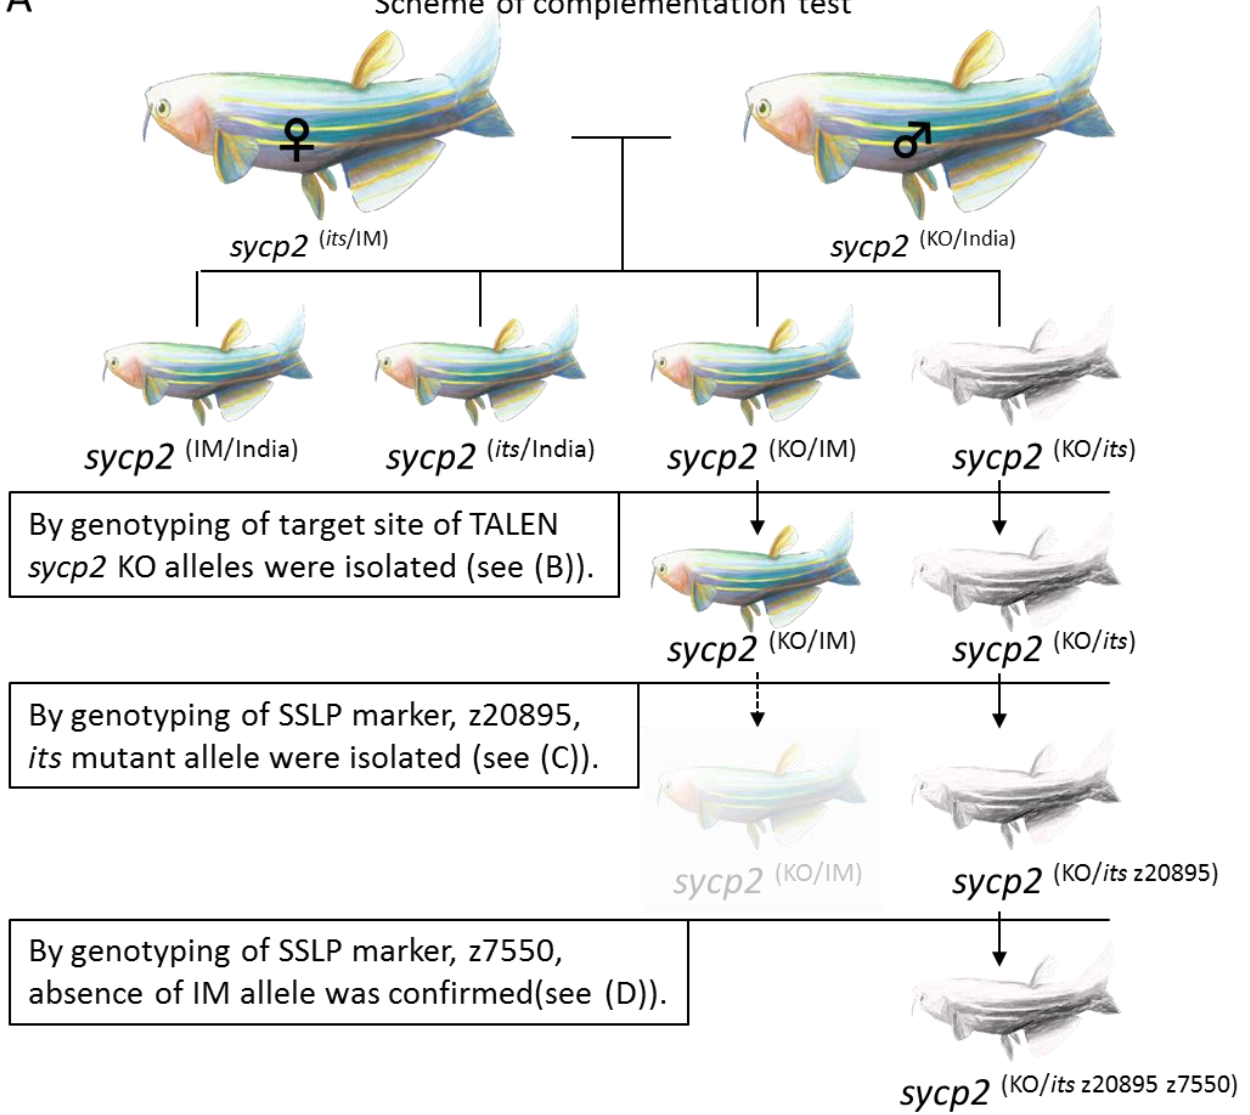 A
Scheme of complementation test
♀ ♂
sycp2 (its/IM) sycp2 (KO/India)
sycp2 (IM/India) sycp2 (its/India) sycp2 (KO/IM) sycp2 (KO/its)
By genotyping of target site of TALEN
sycp2 KO alleles were isolated (see (B)).
sycp2 (KO/IM) sycp2 (KO/its)
By genotyping of SSLP marker, z20895,
its mutant allele were isolated (see (C)).
sycp2 (KO/IM) sycp2 (KO/its z20895)
By genotyping of SSLP marker, z7550,
absence of IM allele was confirmed(see (D)).
sycp2 (KO/its z20895 z7550)